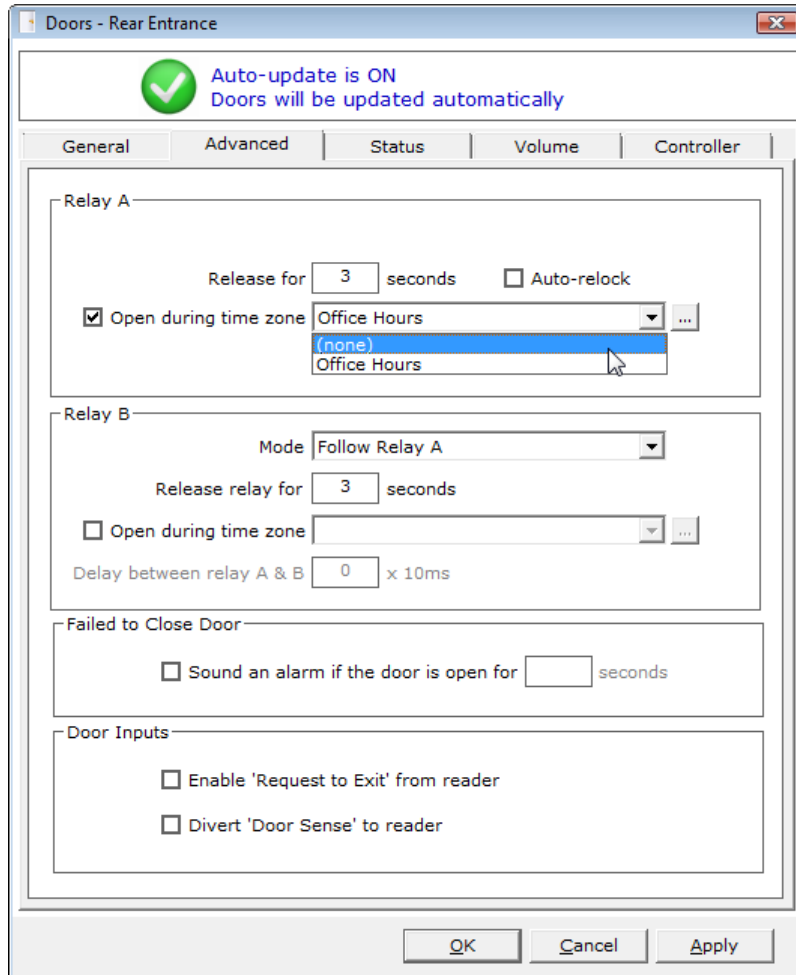 Doors - Rear Entrance
Auto-update is ON
Doors will be updated automatically
General Advanced Status Volume Controller
Relay A
Release for 3 seconds Auto-relock
Open during time zone Office Hours ...
(none)
Office Hours
Relay B
Mode Follow Relay A
Release relay for 3 seconds
Open during time zone ...
Delay between relay A & B 0 x 10ms
Failed to Close Door
Sound an alarm if the door is open for seconds
Door Inputs
Enable 'Request to Exit' from reader
Divert 'Door Sense' to reader
OK Cancel Apply